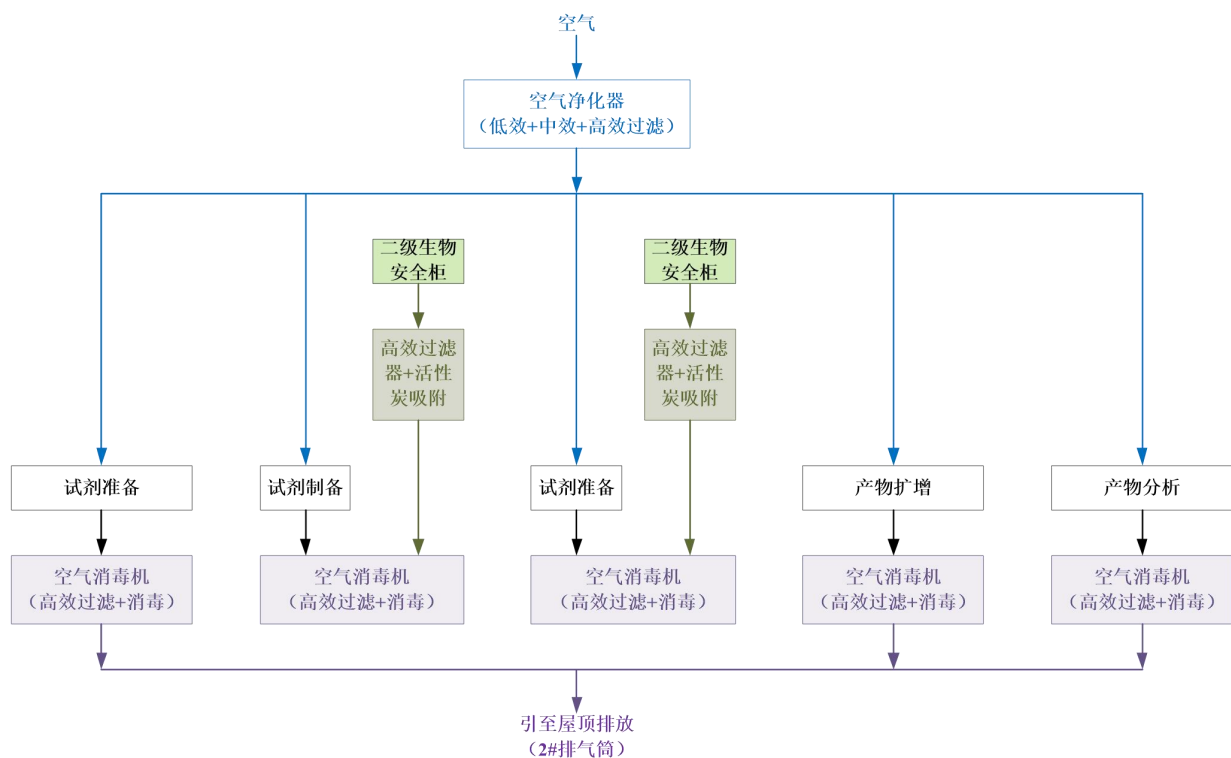 空气
空气净化器
（低效+中效+高效过滤）
二级生物
安全柜
二级生物
安全柜
高效过滤
器+活性
炭吸附
高效过滤
器+活性
炭吸附
试剂准备
试剂制备
试剂准备
产物扩增
产物分析
空气消毒机
（高效过滤+消毒）
空气消毒机
（高效过滤+消毒）
空气消毒机
（高效过滤+消毒）
空气消毒机
（高效过滤+消毒）
空气消毒机
（高效过滤+消毒）
引至屋顶排放
（2#排气筒）